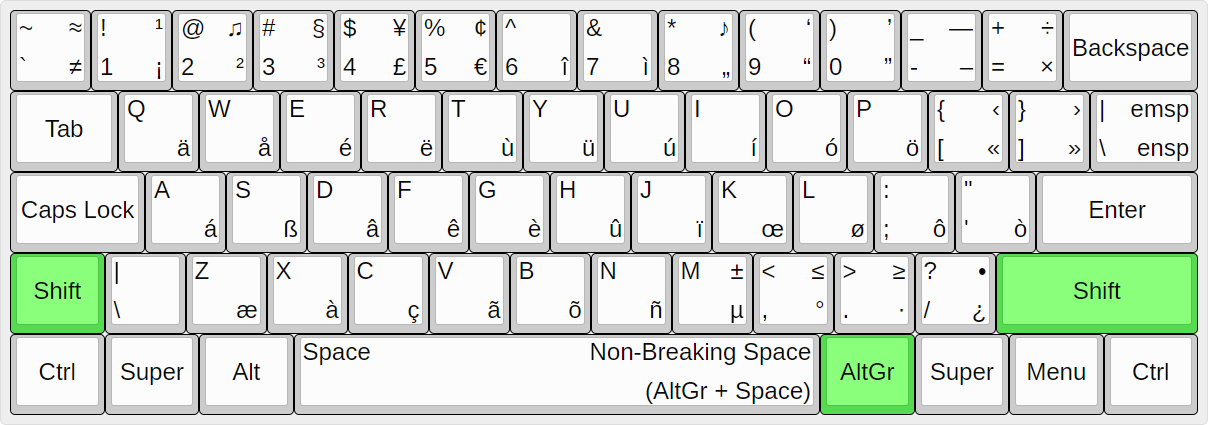 ~ ≈ ! ¹ @ ♫ # § $ ¥ % ¢ ^ & * ♪ ( ‘ ) ’ _ — + ÷ Backspace
` ≠ 1 ¡ 2 ² 3 ³ 4 £ 5 € 6 î 7 ì 8 „ 9 “ 0 ” - – = ×
Tab Q W E R T Y U I O P { ‹ } › | emsp
ä å é ë ù ü ú í ó ö [ « ] » \ ensp
Caps Lock A S D F G H J K L : " Enter
á ß â ê è û ï œ ø ; ô ' ò
Shift | Z X C V B N M ± < ≤ > ≥ ? • Shift
\ æ à ç ã õ ñ µ , ° . · / ¿
Ctrl Super Alt Space Non-Breaking Space AltGr Super Menu Ctrl
(AltGr + Space)